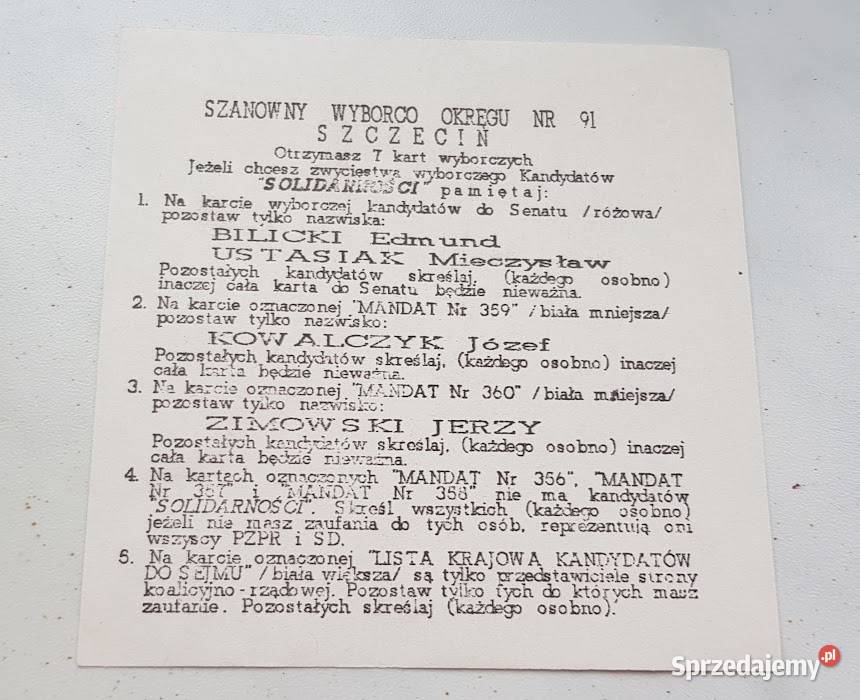 SZANOWNY WYBORCO OKRĘGU NR 91
SZCZECIN
Otrzymasz 7 kart wyborczych
Jeżeli chcesz zwycięstwa wyborczego Kandydatów
"SOLIDARNOŚCI" pamiętaj:
1. Na karcie wyborczej kandydatów do Senatu /różowa/
pozostaw tylko nazwiska:
BILICKI Edmund
USTASIAK Mieczysław
Pozostałych kandydatów skreślaj, (każdego osobno)
inaczej cała karta do Senatu będzie nieważna.
2. Na karcie oznaczonej "MANDAT Nr 359" /biała mniejsza/
pozostaw tylko nazwisko:
KOWALCZYK Józef
Pozostałych kandydatów skreślaj, (każdego osobno) inaczej
cała karta będzie nieważna.
3. Na karcie oznaczonej "MANDAT Nr 360" /biała mniejsza/
pozostaw tylko nazwisko:
ZIMOWSKI JERZY
Pozostałych kandydatów skreślaj, (każdego osobno) inaczej
cała karta będzie nieważna.
4. Na kartach oznaczonych "MANDAT Nr 356", "MANDAT
Nr 357" i "MANDAT Nr 358" nie ma kandydatów
"SOLIDARNOŚCI". Skreśl wszystkich (każdego osobno)
jeżeli nie masz zaufania do tych osób, reprezentują oni
wszyscy PZPR i SD.
5. Na karcie oznaczonej "LISTA KRAJOWA KANDYDATÓW
DO SEJMU" /biała większa/ są tylko przedstawiciele strony
koalicyjno-rządowej. Pozostaw tylko tych do których masz
zaufanie. Pozostałych skreślaj (każdego osobno).
Sprzedajemy.pl